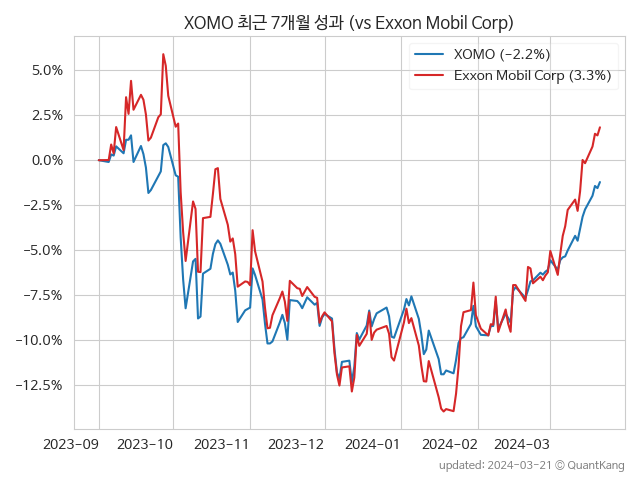 XOMO 최근 7개월 성과 (vs Exxon Mobil Corp)
XOMO (−2.2%)
Exxon Mobil Corp (3.3%)
5.0%
2.5%
0.0%
−2.5%
−5.0%
−7.5%
−10.0%
−12.5%
2023-09 2023-10 2023-11 2023-12 2024-01 2024-02 2024-03
updated: 2024-03-21 © QuantKang